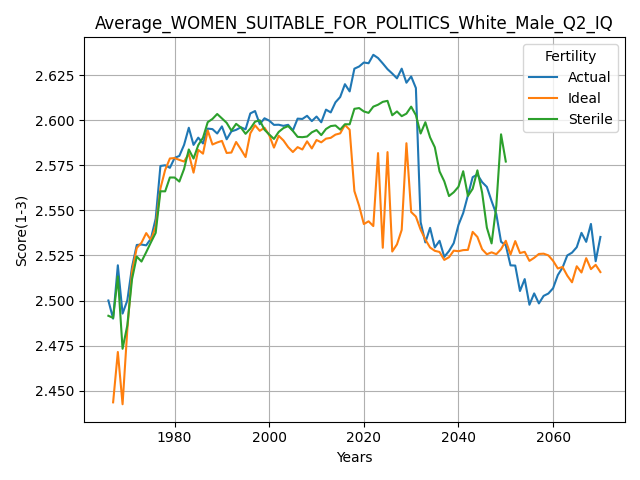 Average_WOMEN_SUITABLE_FOR_POLITICS_White_Male_Q2_IQ
Fertility
Actual
Ideal
Sterile
Score(1-3)
2.625
2.600
2.575
2.550
2.525
2.500
2.475
2.450
1980 2000 2020 2040 2060
Years